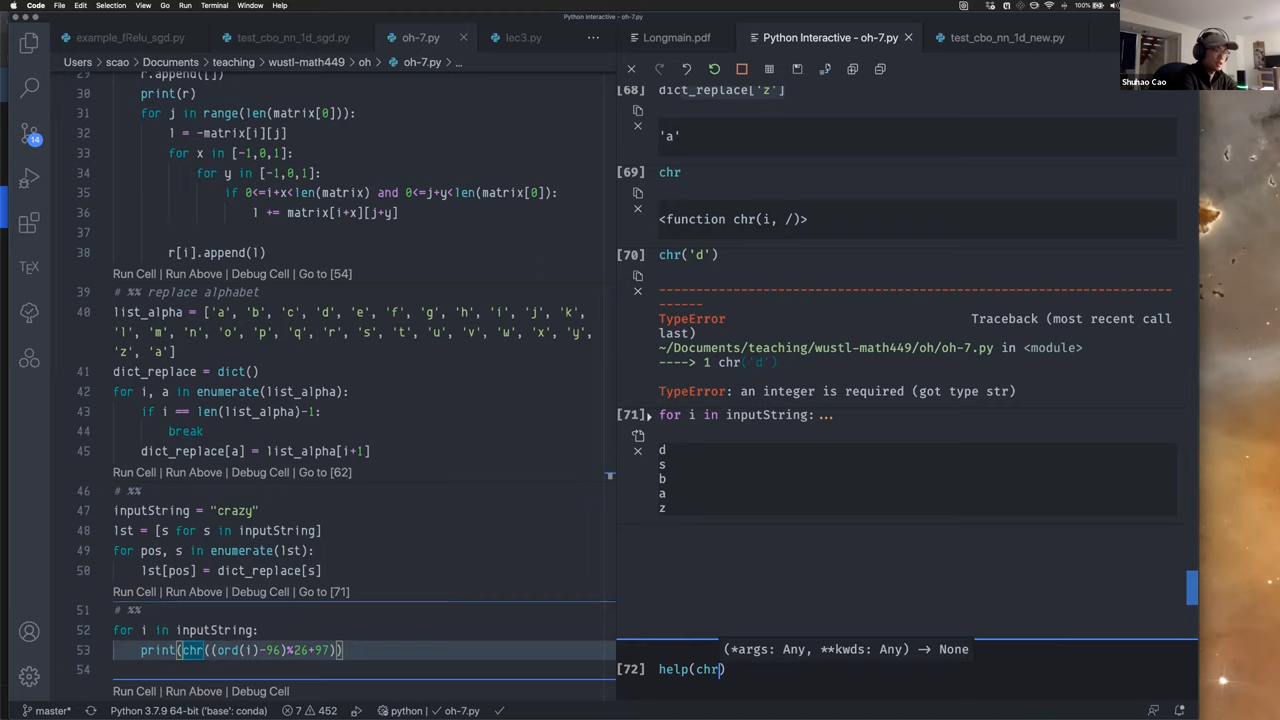 Code File Edit Selection View Go Run Terminal Window Help 100%
Python Interactive - oh-7.py
example_fRelu_sgd.py test_cbo_nn_1d_sgd.py oh-7.py lec3.py ...
Users > scao > Documents > teaching > wustl-math449 > oh > oh-7.py > ...
29 r.append([])
30 print(r)
31 for j in range(len(matrix[0])):
32 l = -matrix[i][j]
33 for x in [-1,0,1]:
34 for y in [-1,0,1]:
35 if 0<=i+x<len(matrix) and 0<=j+y<len(matrix[0]):
36 l += matrix[i+x][j+y]
37
38 r[i].append(l)
Run Cell | Run Above | Debug Cell | Go to [54]
39 # %% replace alphabet
40 list_alpha = ['a', 'b', 'c', 'd', 'e', 'f', 'g', 'h', 'i', 'j', 'k',
'l', 'm', 'n', 'o', 'p', 'q', 'r', 's', 't', 'u', 'v', 'w', 'x', 'y',
'z', 'a']
41 dict_replace = dict()
42 for i, a in enumerate(list_alpha):
43 if i == len(list_alpha)-1:
44 break
45 dict_replace[a] = list_alpha[i+1]
Run Cell | Run Above | Debug Cell | Go to [62]
46 # %%
47 inputString = "crazy"
48 lst = [s for s in inputString]
49 for pos, s in enumerate(lst):
50 lst[pos] = dict_replace[s]
Run Cell | Run Above | Debug Cell | Go to [71]
51 # %%
52 for i in inputString:
53 print(chr((ord(i)-96)%26+97))
54
Run Cell | Run Above | Debug Cell
14
TEX
Longmain.pdf Python Interactive - oh-7.py test_cbo_nn_1d_new.py
[68] dict_replace['z']
'a'
[69] chr
<function chr(i, /)>
[70] chr('d')
---------------------------------------------------------------------
------
TypeError Traceback (most recent call
last)
~/Documents/teaching/wustl-math449/oh/oh-7.py in <module>
----> 1 chr('d')
TypeError: an integer is required (got type str)
[71] for i in inputString: ...
d
s
b
a
z
(*args: Any, **kwds: Any) -> None
[72] help(chr)
Shuhao Cao
master* Python 3.7.9 64-bit ('base': conda) 7 452 python | oh-7.py